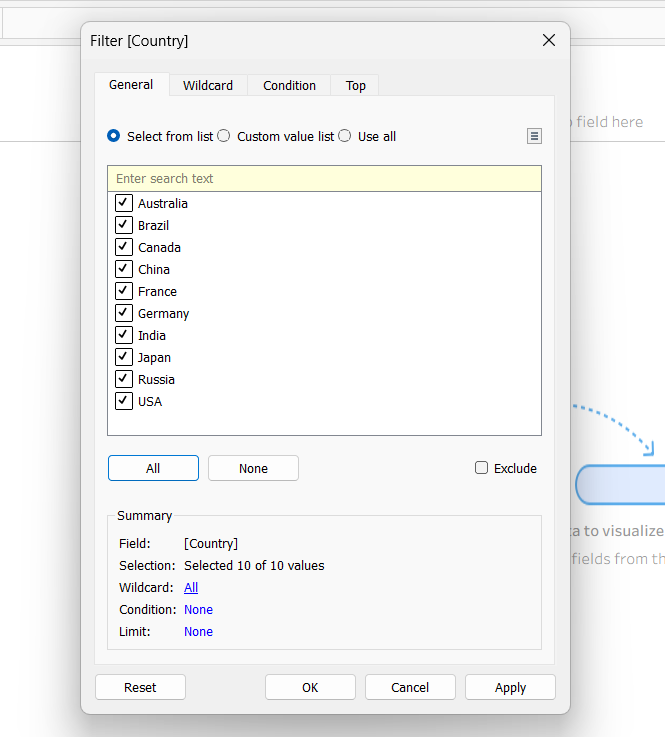 Filter [Country]
General Wildcard Condition Top
field here
Select from list Custom value list Use all
Enter search text
Australia
Brazil
Canada
China
France
Germany
India
Japan
Russia
USA
All None Exclude
to visualize
Summary
fields from
Field: [Country]
Selection: Selected 10 of 10 values
Wildcard: All
Condition: None
Limit: None
Reset OK Cancel Apply